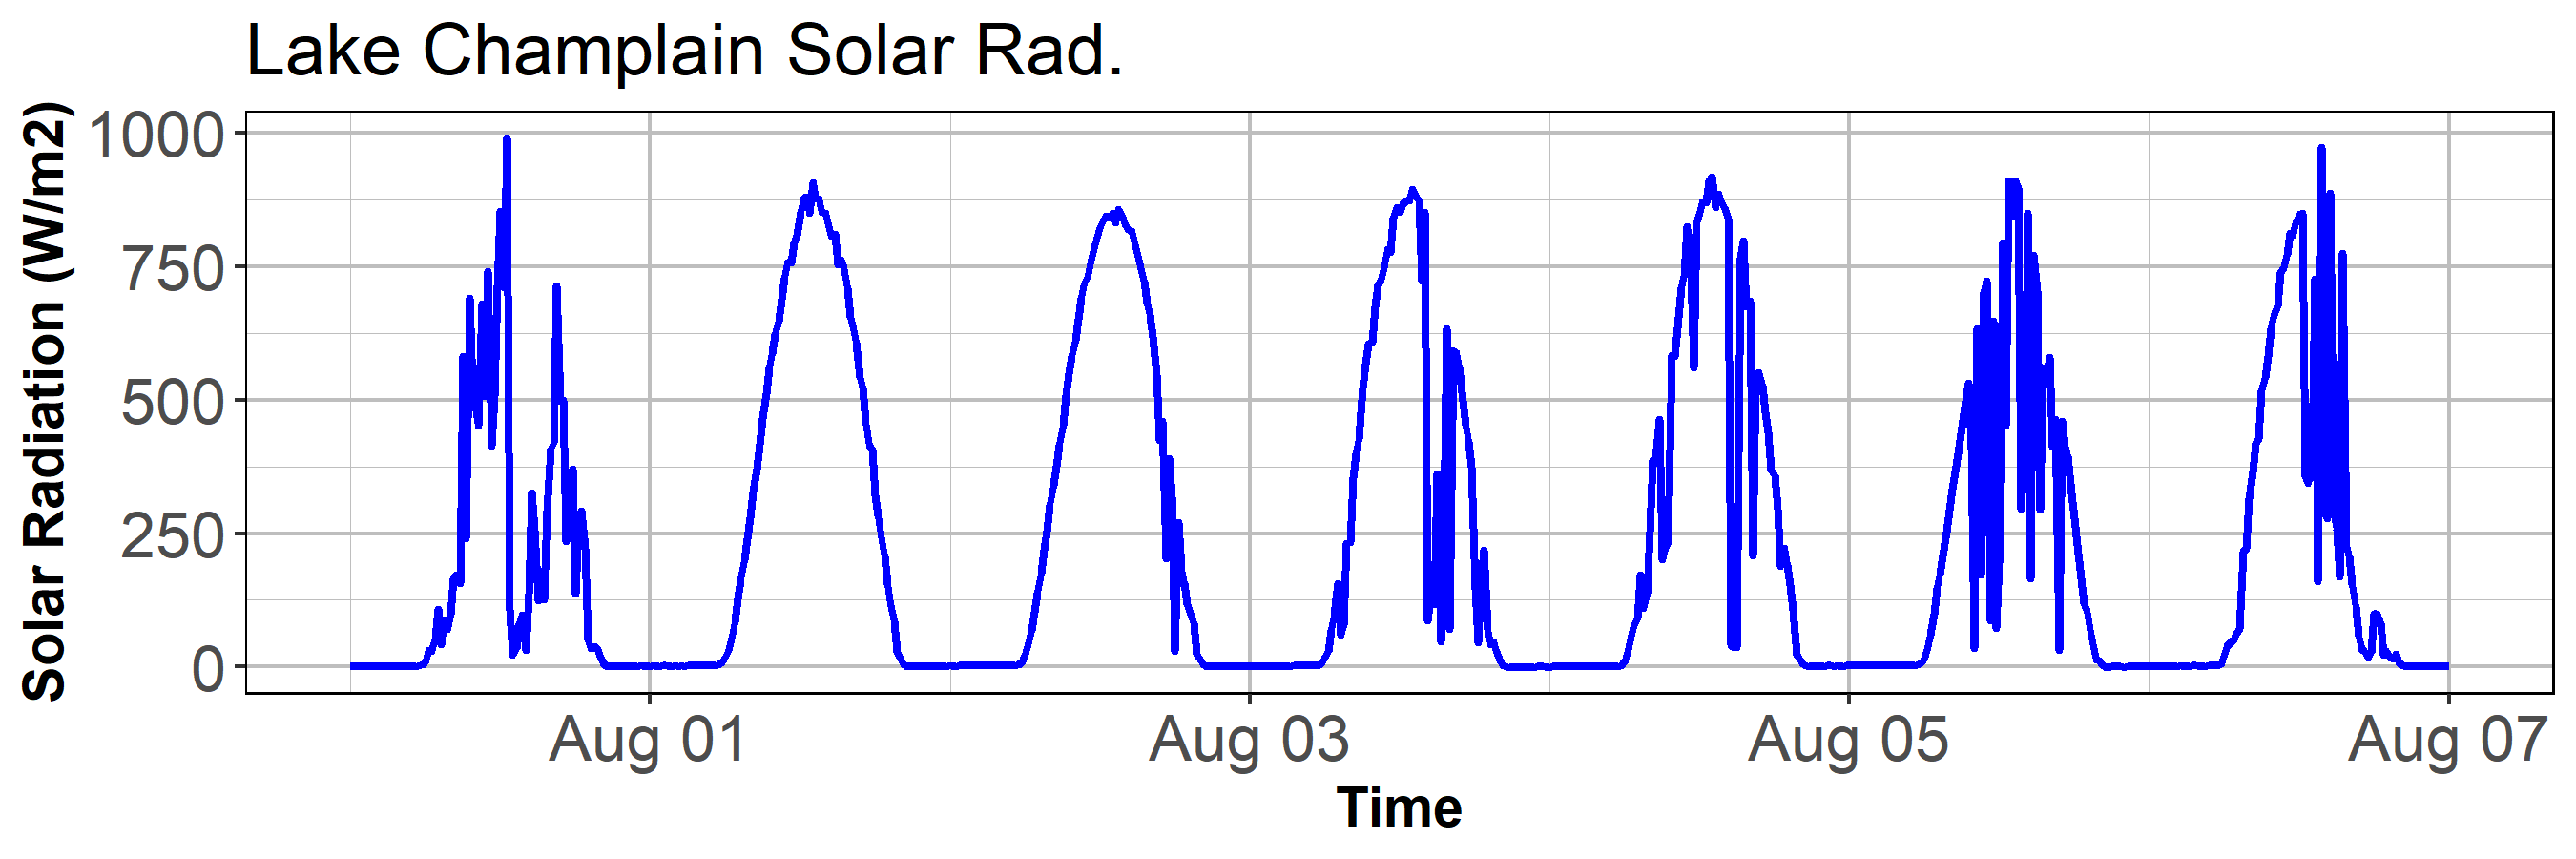 Lake Champlain Solar Rad.
Solar Radiation (W/m2)
1000
750
500
250
0
Aug 01 Aug 03 Aug 05 Aug 07
Time